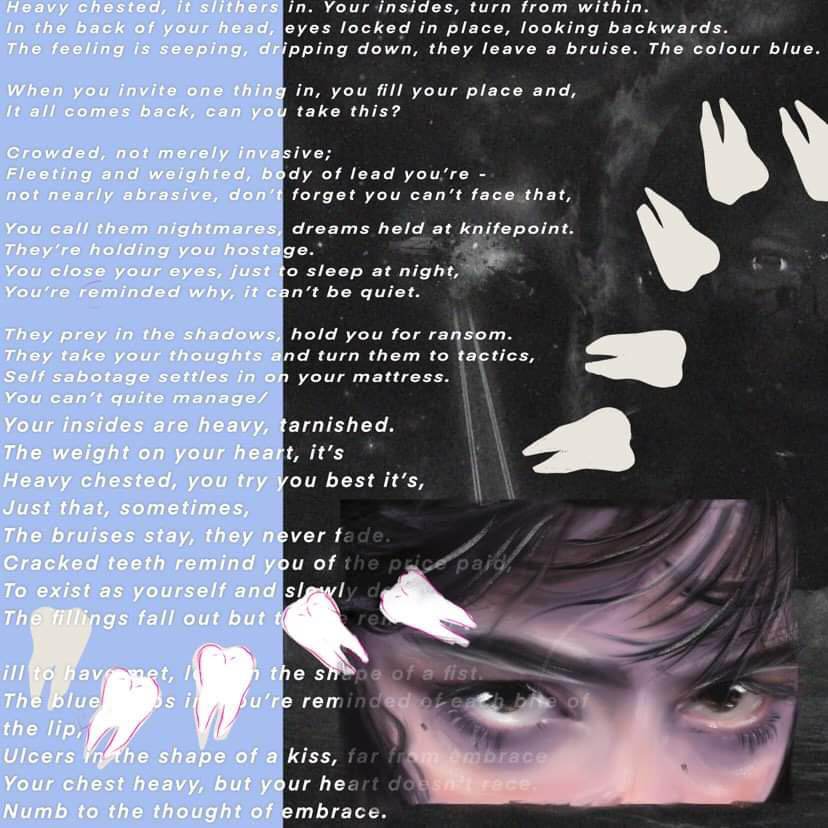 Heavy chested, it slithers in. Your insides, turn from within.
In the back of your head, eyes locked in place, looking backwards.
The feeling is seeping, dripping down, they leave a bruise. The colour blue.
When you invite one thing in, you fill your place and,
It all comes back, can you take this?
Crowded, not merely invasive;
Fleeting and weighted, body of lead you're -
not nearly abrasive, don't forget you can't face that,
You call them nightmares, dreams held at knifepoint.
They're holding you hostage.
You close your eyes, just to sleep at night,
You're reminded why, it can't be quiet.
They prey in the shadows, hold you for ransom.
They take your thoughts and turn them to tactics,
Self sabotage settles in on your mattress.
You can't quite manage/
Your insides are heavy, tarnished.
The weight on your heart, it's
Heavy chested, you try you best it's,
Just that, sometimes,
The bruises stay, they never fade.
Cracked teeth remind you of the price paid,
To exist as yourself and slowly
The fillings fall out but
ill to have met, in the shape of a fist.
The blue in you're reminded of each bite of
the lip,
Ulcers in the shape of a kiss, far from embrace
Your chest heavy, but your heart doesn't race.
Numb to the thought of embrace.